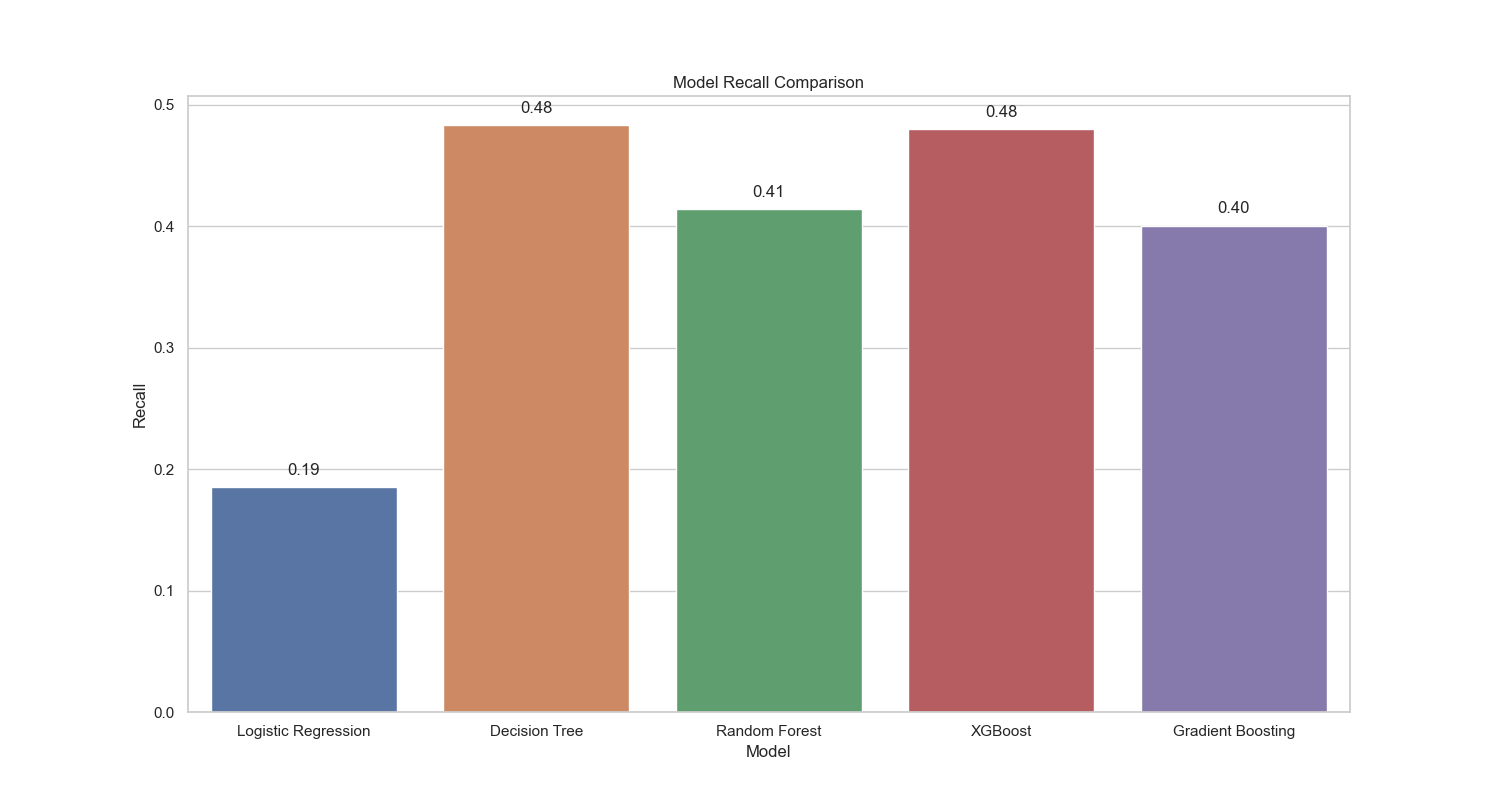 Model Recall Comparison
0.5
0.4
0.3
0.2
0.1
0.0
Recall
0.19
0.48
0.41
0.48
0.40
Logistic Regression
Decision Tree
Random Forest
XGBoost
Gradient Boosting
Model